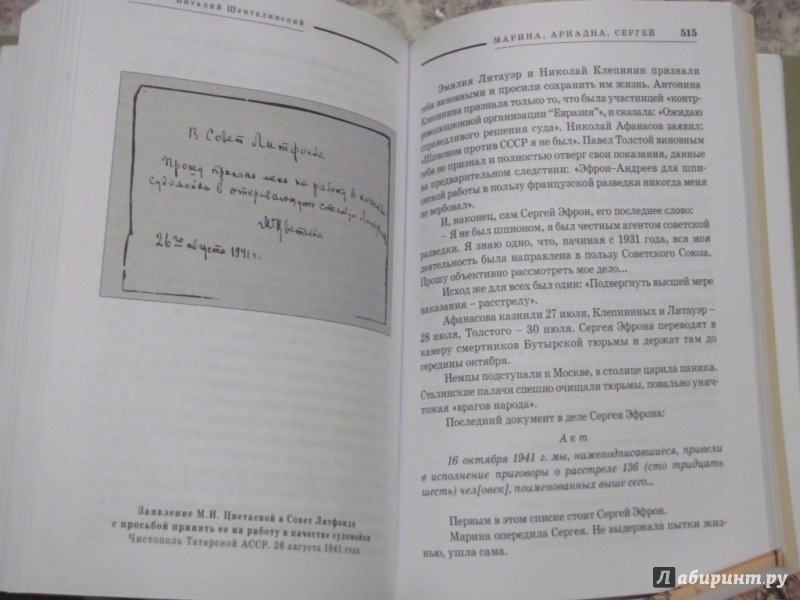 Виталий Шенталинский
В Совет Литфонда.
Прошу принять меня на работу в качестве
судомойки в открывающуюся столовую Литфонда.
МЦветаева
26го августа 1941 г.
Заявление М.И. Цветаевой в Совет Литфонда
с просьбой принять ее на работу в качестве судомойки
Чистополь Татарской АССР. 26 августа 1941 года
МАРИНА, АРИАДНА, СЕРГЕЙ 515
Эмилия Литауэр и Николай Клепинин признали
себя виновными и просили сохранить им жизнь. Антонина
Клепинина признала только то, что была участницей «контр-
революционной организации "Евразия"», и сказала: «Ожидаю
справедливого решения суда». Николай Афанасов заявил:
«Шпионом против СССР я не был». Павел Толстой виновным
себя не признал и полностью отверг свои показания, данные
на предварительном следствии: «Эфрон-Андреев для шпи-
онской работы в пользу французской разведки никогда меня
не вербовал».
И, наконец, сам Сергей Эфрон, его последнее слово:
– Я не был шпионом, я был честным агентом советской
разведки. Я знаю одно, что, начиная с 1931 года, вся моя
деятельность была направлена в пользу Советского Союза.
Прошу объективно рассмотреть мое дело...
Исход же для всех был один: «Подвергнуть высшей мере
наказания – расстрелу».
Афанасова казнили 27 июля, Клепининых и Литауэр –
28 июля, Толстого – 30 июля. Сергея Эфрона переводят в
камеру смертников Бутырской тюрьмы и держат там до
середины октября.
Немцы подступали к Москве, в столице царила паника.
Сталинские палачи спешно очищали тюрьмы, повально унич-
тожая «врагов народа».
Последний документ в деле Сергея Эфрона:
Акт
16 октября 1941 г. мы, нижеподписавшиеся, привели
в исполнение приговоры о расстреле 136 (сто тридцать
шесть) чел[овек], поименованных выше сего...
Первым в этом списке стоит Сергей Эфрон.
Марина опередила Сергея. Не выдержала пытки жиз-
нью, ушла сама.
Лабиринт.ру